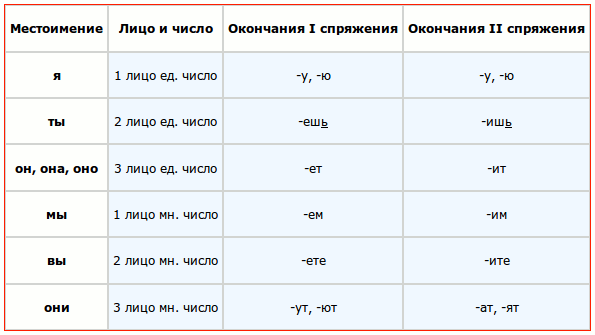 Местоимение Лицо и число Окончания I спряжения Окончания II спряжения
я 1 лицо ед. число -у, -ю -у, -ю
ты 2 лицо ед. число -ешь -ишь
он, она, оно 3 лицо ед. число -ет -ит
мы 1 лицо мн. число -ем -им
вы 2 лицо мн. число -ете -ите
они 3 лицо мн. число -ут, -ют -ат, -ят